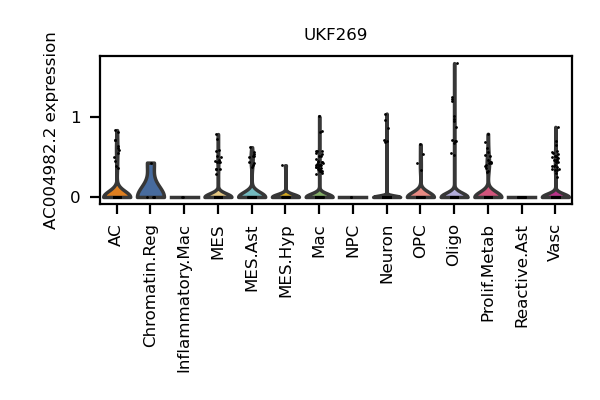 UKF269
AC004982.2 expression
1
0
AC
Chromatin.Reg
Inflammatory.Mac
MES
MES.Ast
MES.Hyp
Mac
NPC
Neuron
OPC
Oligo
Prolif.Metab
Reactive.Ast
Vasc